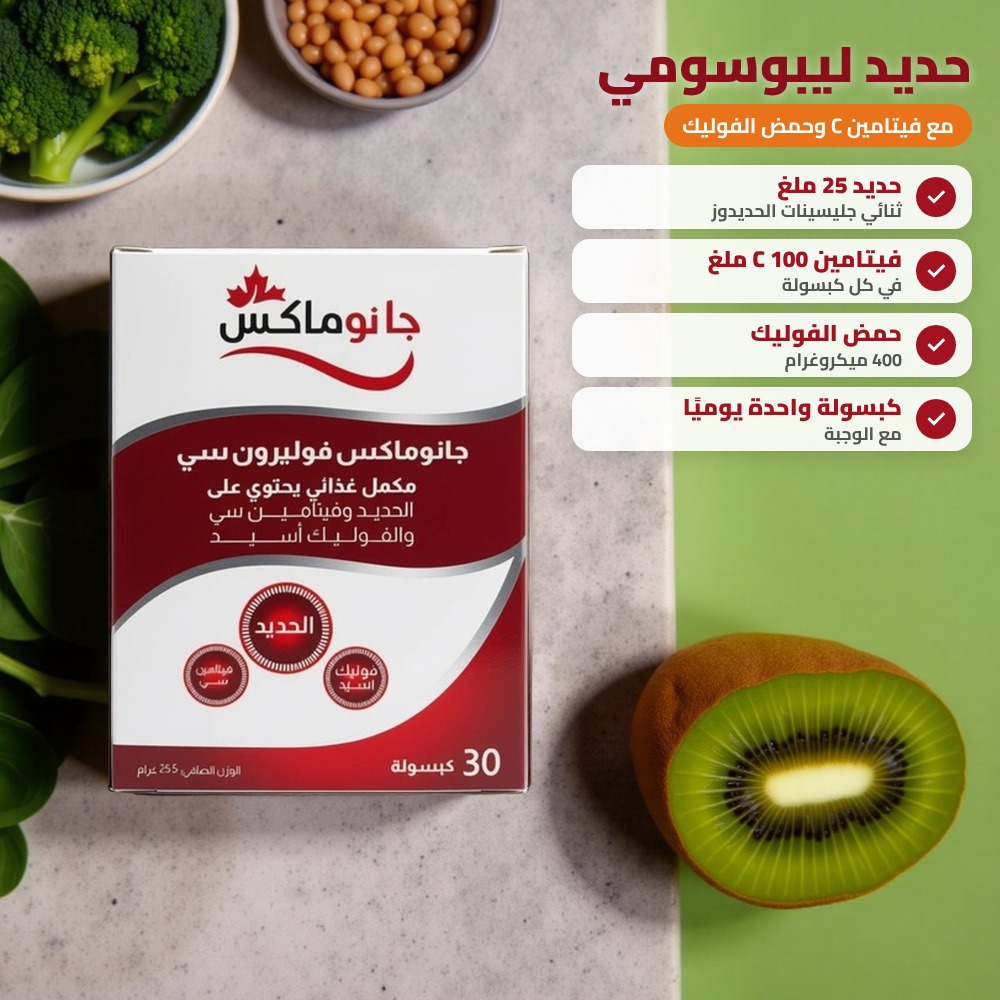 حديد ليبوسومي
مع فيتامين C وحمض الفوليك
حديد 25 ملغ
ثنائي جليسينات الحديدوز
فيتامين C 100 ملغ
في كل كبسولة
حمض الفوليك
400 ميكروغرام
كبسولة واحدة يوميًا
مع الوجبة
جانوماكس
جانوماكس فوليرون سي
مكمل غذائي يحتوي على
الحديد وفيتامين سي
والفوليك أسيد
الحديد
فيتامين
سي
فوليك
اسيد
30 كبسولة
الوزن الصافي: 25.5 غرام